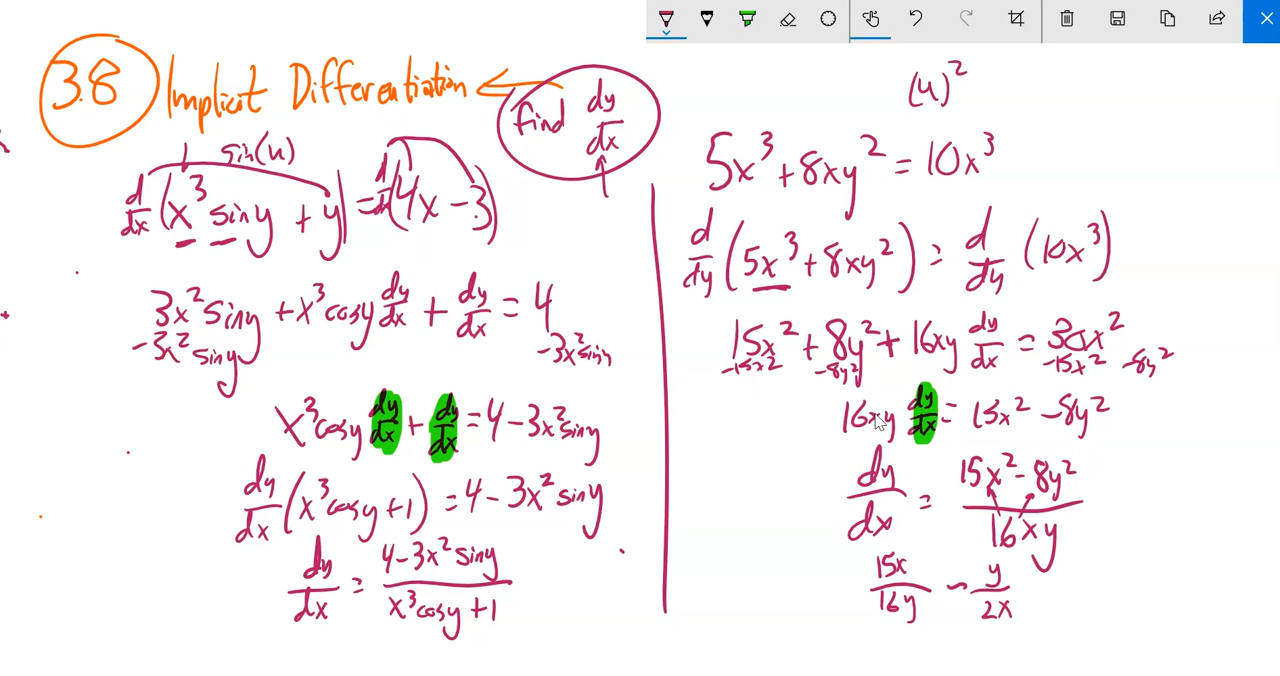 3.8 Implicit Differentiation
find dy/dx
sin(u)
d/dx (x³ sin y + y) = d/dx (4x - 3)
3x² sin y + x³ cos y dy/dx + dy/dx = 4
-3x² sin y -3x² sin y
x³ cos y dy/dx + dy/dx = 4 - 3x² sin y
dy/dx (x³ cos y + 1) = 4 - 3x² sin y
dy/dx = (4 - 3x² sin y)/(x³ cos y + 1)
(u)²
5x³ + 8xy² = 10x³
d/dy (5x³ + 8xy²) = d/dy (10x³)
15x² + 8y² + 16xy dy/dx = 30x²
-15x² -8y² -15x² -8y²
16xy dy/dx = 15x² - 8y²
dy/dx = (15x² - 8y²)/(16xy)
15x/16y - y/2x